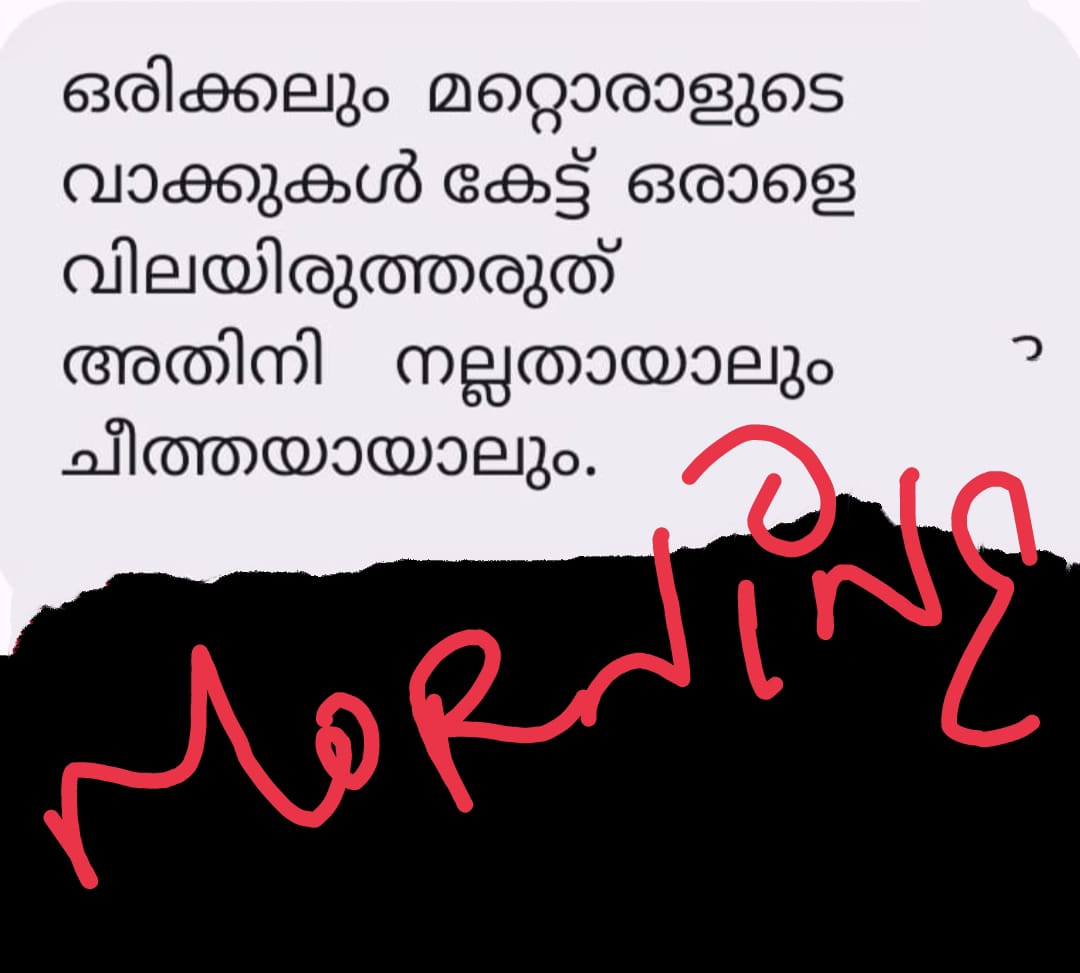 ഒരിക്കലും മറ്റൊരാളുടെ
വാക്കുകൾ കേട്ട് ഒരാളെ
വിലയിരുത്തരുത്
അതിനി നല്ലതായാലും
ചീത്തയായാലും.
MORNING